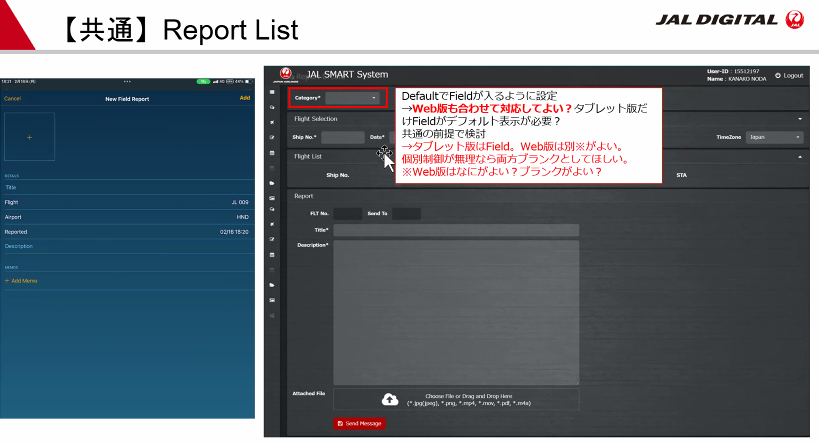 【共通】Report List
JAL DIGITAL
Cancel
New Field Report
Add
+
DETAILS
Title
Flight
JL 009
Airport
HND
Reported
02/16 18:20
Description
MEMOS
+ Add Memo
JAL SMART System
User-ID : 15512197
Name : KANAKO NODA
Logout
Category*
DefaultでFieldが入るように設定
→Web版も合わせて対応してよい？タブレット版だ
けFieldがデフォルト表示が必要？
共通の前提で検討
→タブレット版はField。Web版は別※がよい。
個別制御が無理なら両方ブランクとしてほしい。
※Web版はなにがよい？ブランクがよい？
Flight Selection
Ship No.*
Date*
TimeZone
Japan
Flight List
Ship No.
STA
Report
FLT No.
Send To
Title*
Description*
Attached File
Choose File or Drag and Drop Here
(*.jpg(jpeg), *.png, *.mp4, *.mov, *.pdf, *.m4a)
Send Message